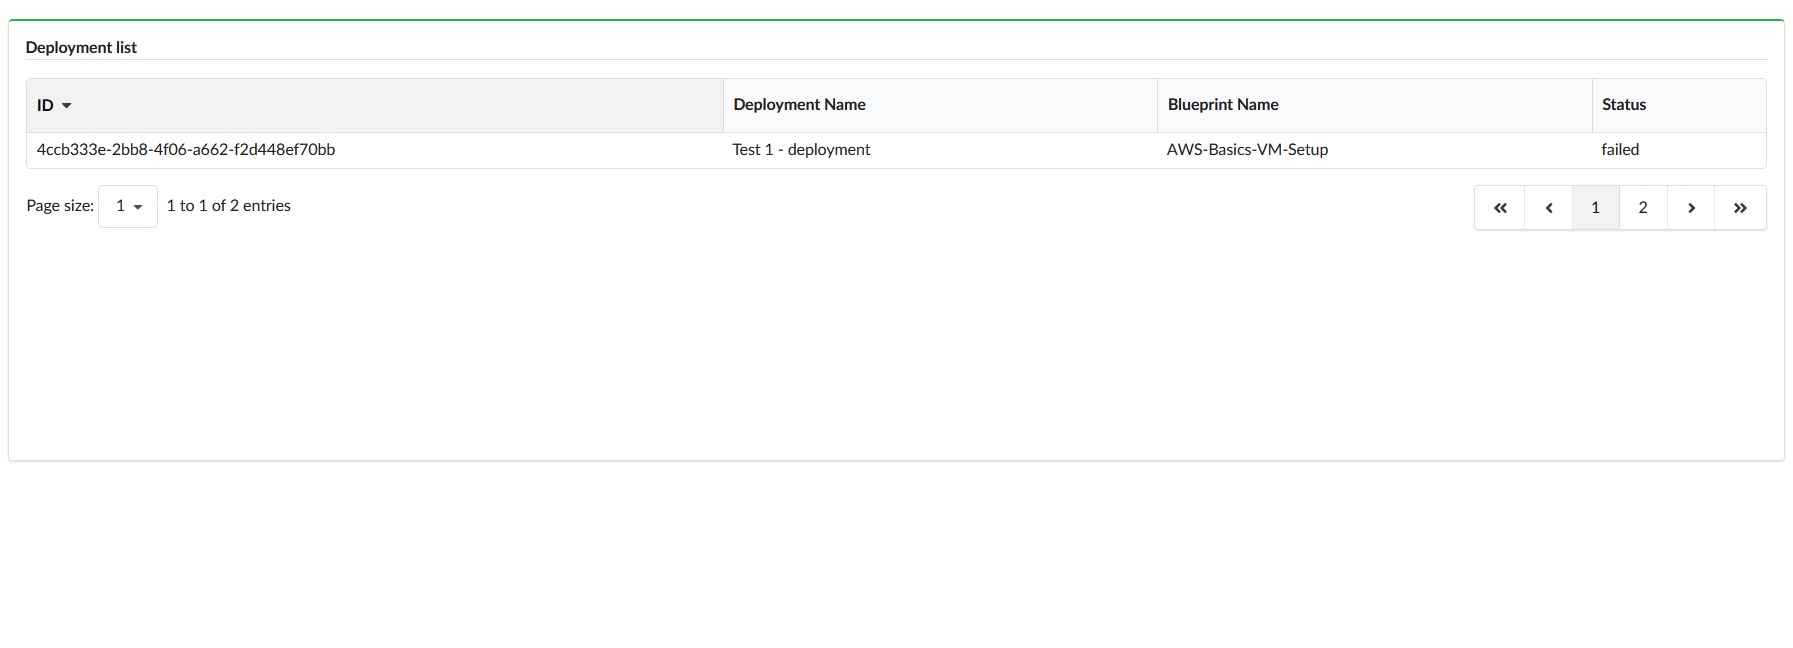 Deployment list
ID Deployment Name Blueprint Name Status
4ccb333e-2bb8-4f06-a662-f2d448ef70bb Test 1 - deployment AWS-Basics-VM-Setup failed
Page size: 1 1 to 1 of 2 entries « ‹ 1 2 › »